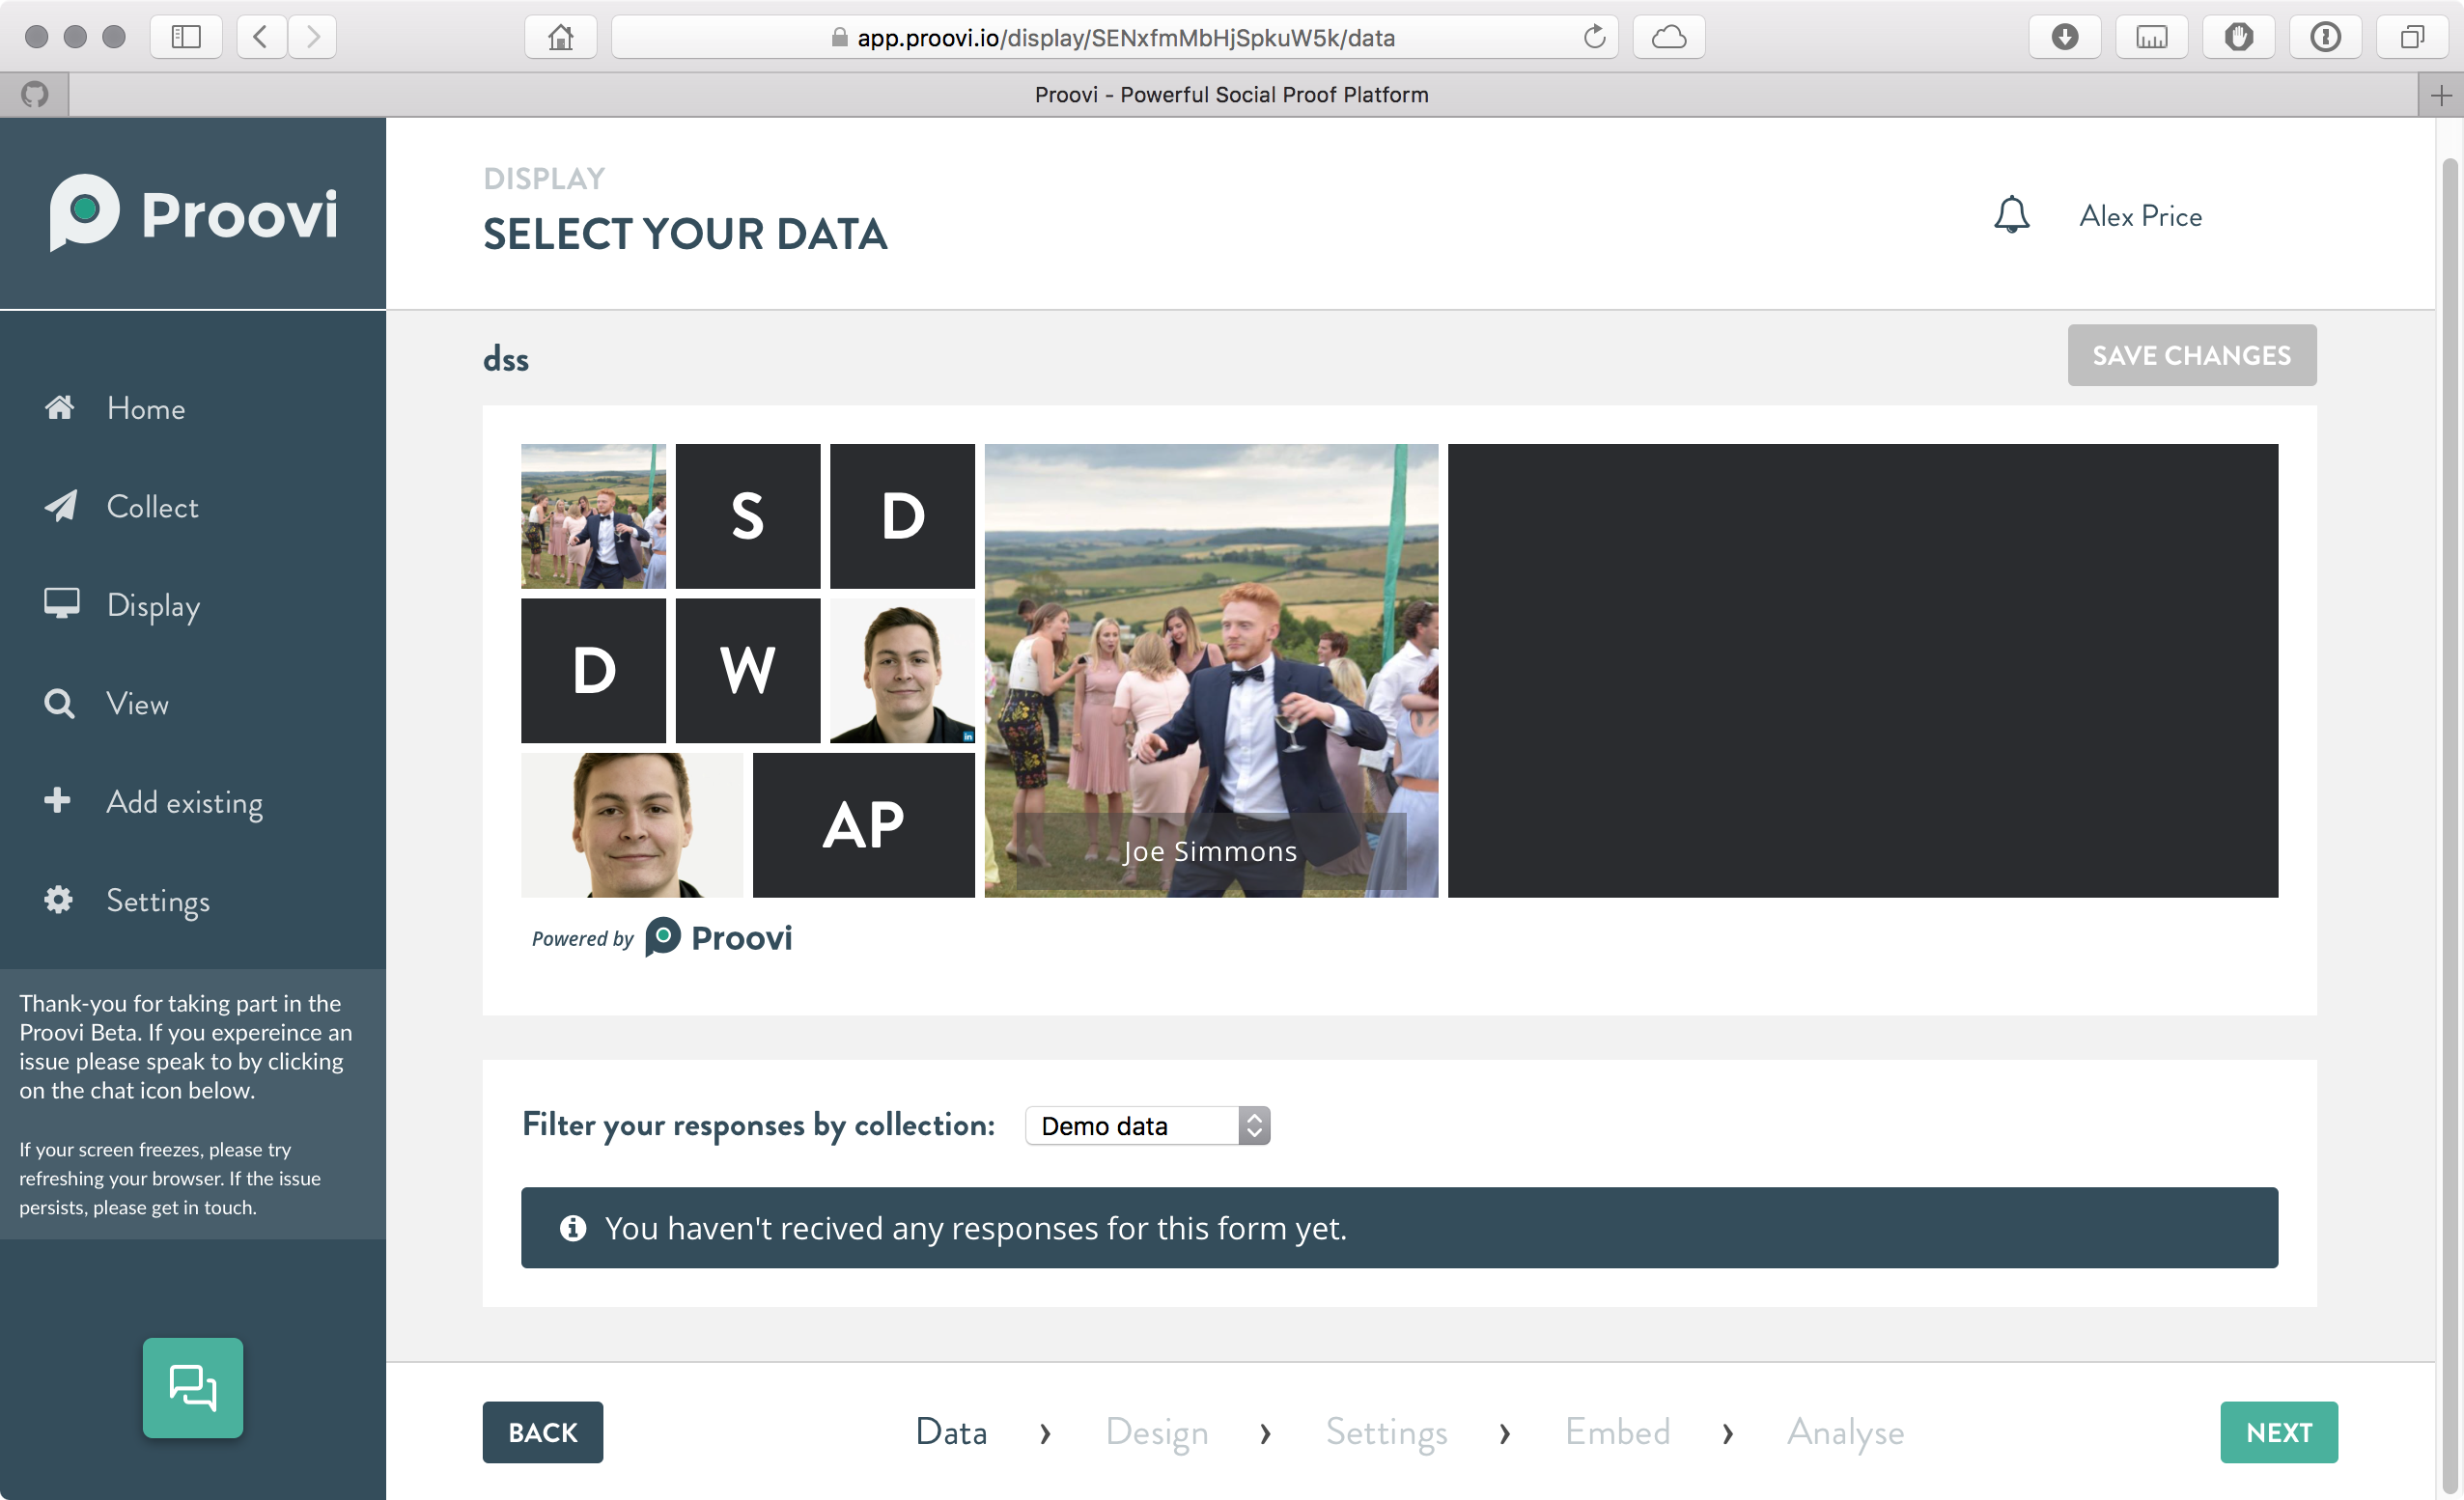 app.proovi.io/display/SENxfmMbHjSpkuW5k/data
Proovi - Powerful Social Proof Platform
Proovi
DISPLAY
SELECT YOUR DATA
Alex Price
Home
Collect
Display
View
Add existing
Settings
Thank-you for taking part in the
Proovi Beta. If you expereince an
issue please speak to by clicking
on the chat icon below.
If your screen freezes, please try
refreshing your browser. If the issue
persists, please get in touch.
dss
SAVE CHANGES
S
D
D
W
in
AP
Joe Simmons
Powered by Proovi
Filter your responses by collection: Demo data
You haven't recived any responses for this form yet.
BACK
Data › Design › Settings › Embed › Analyse
NEXT